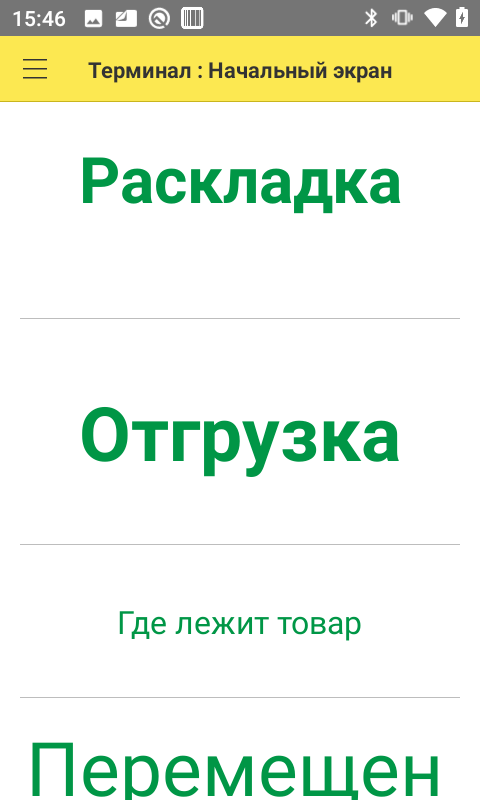 15:46
Терминал : Начальный экран
Раскладка
Отгрузка
Где лежит товар
Перемещен